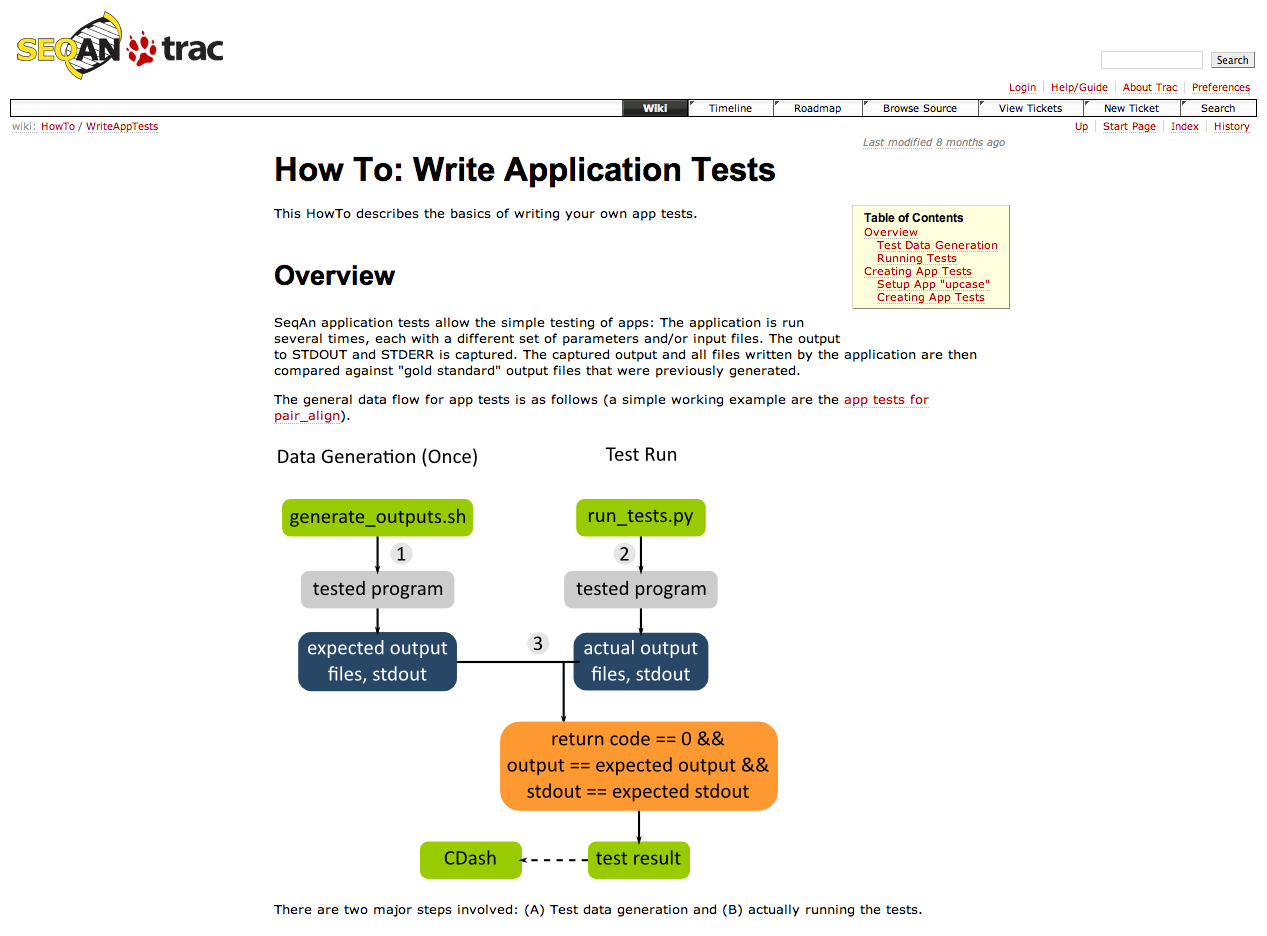 SEQAN trac
Search
Login Help/Guide About Trac Preferences
Wiki Timeline Roadmap Browse Source View Tickets New Ticket Search
wiki: HowTo / WriteAppTests
Up Start Page Index History
Last modified 8 months ago
How To: Write Application Tests
This HowTo describes the basics of writing your own app tests.
Table of Contents
Overview
Test Data Generation
Running Tests
Creating App Tests
Setup App "upcase"
Creating App Tests
Overview
SeqAn application tests allow the simple testing of apps: The application is run
several times, each with a different set of parameters and/or input files. The output
to STDOUT and STDERR is captured. The captured output and all files written by the application are then
compared against "gold standard" output files that were previously generated.
The general data flow for app tests is as follows (a simple working example are the app tests for
pair_align).
Data Generation (Once)
Test Run
generate_outputs.sh
run_tests.py
1
2
tested program
tested program
3
expected output
files, stdout
actual output
files, stdout
return code == 0 &&
output == expected output &&
stdout == expected stdout
CDash
test result
There are two major steps involved: (A) Test data generation and (B) actually running the tests.